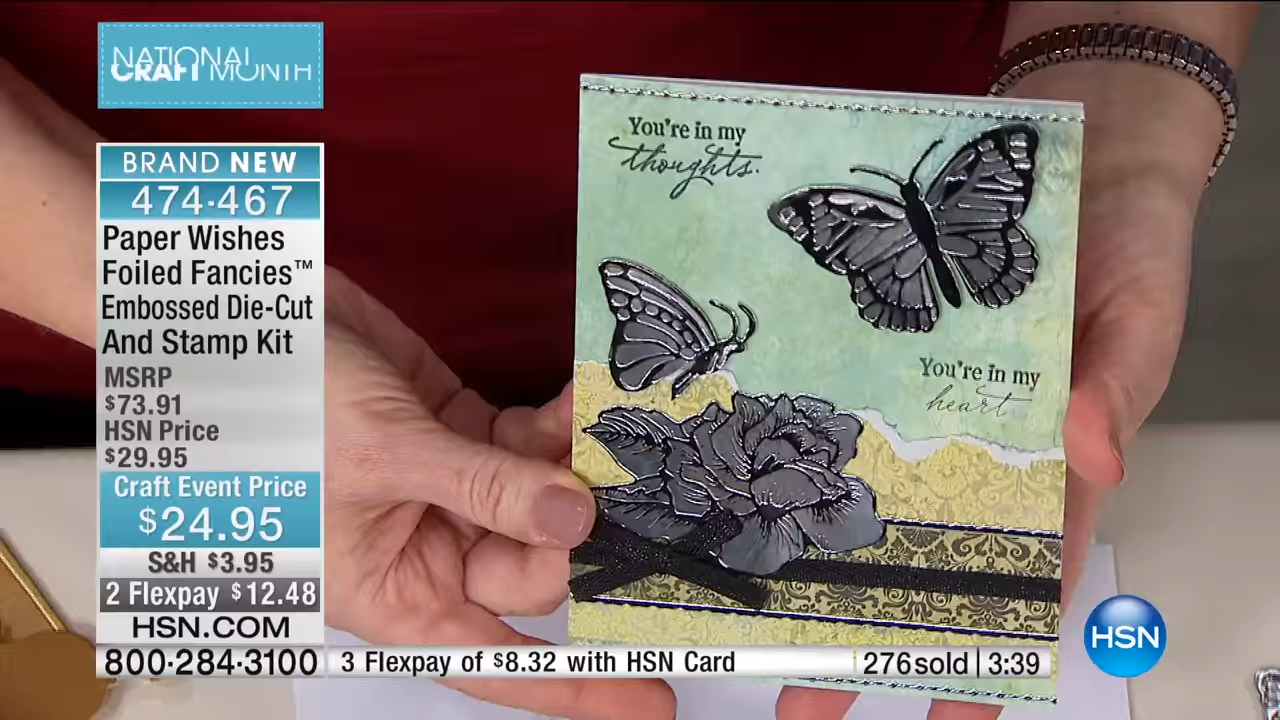 NATIONAL
CRAFT MONTH
BRAND NEW
474·467
Paper Wishes
Foiled Fancies™
Embossed Die-Cut
And Stamp Kit
MSRP
$73.91
HSN Price
$29.95
Craft Event Price
$24.95
S&H $3.95
2 Flexpay $12.48
HSN.COM
800·284·3100
3 Flexpay of $8.32 with HSN Card
276 sold | 3:39
You're in my
thoughts.
You're in my
heart
HSN